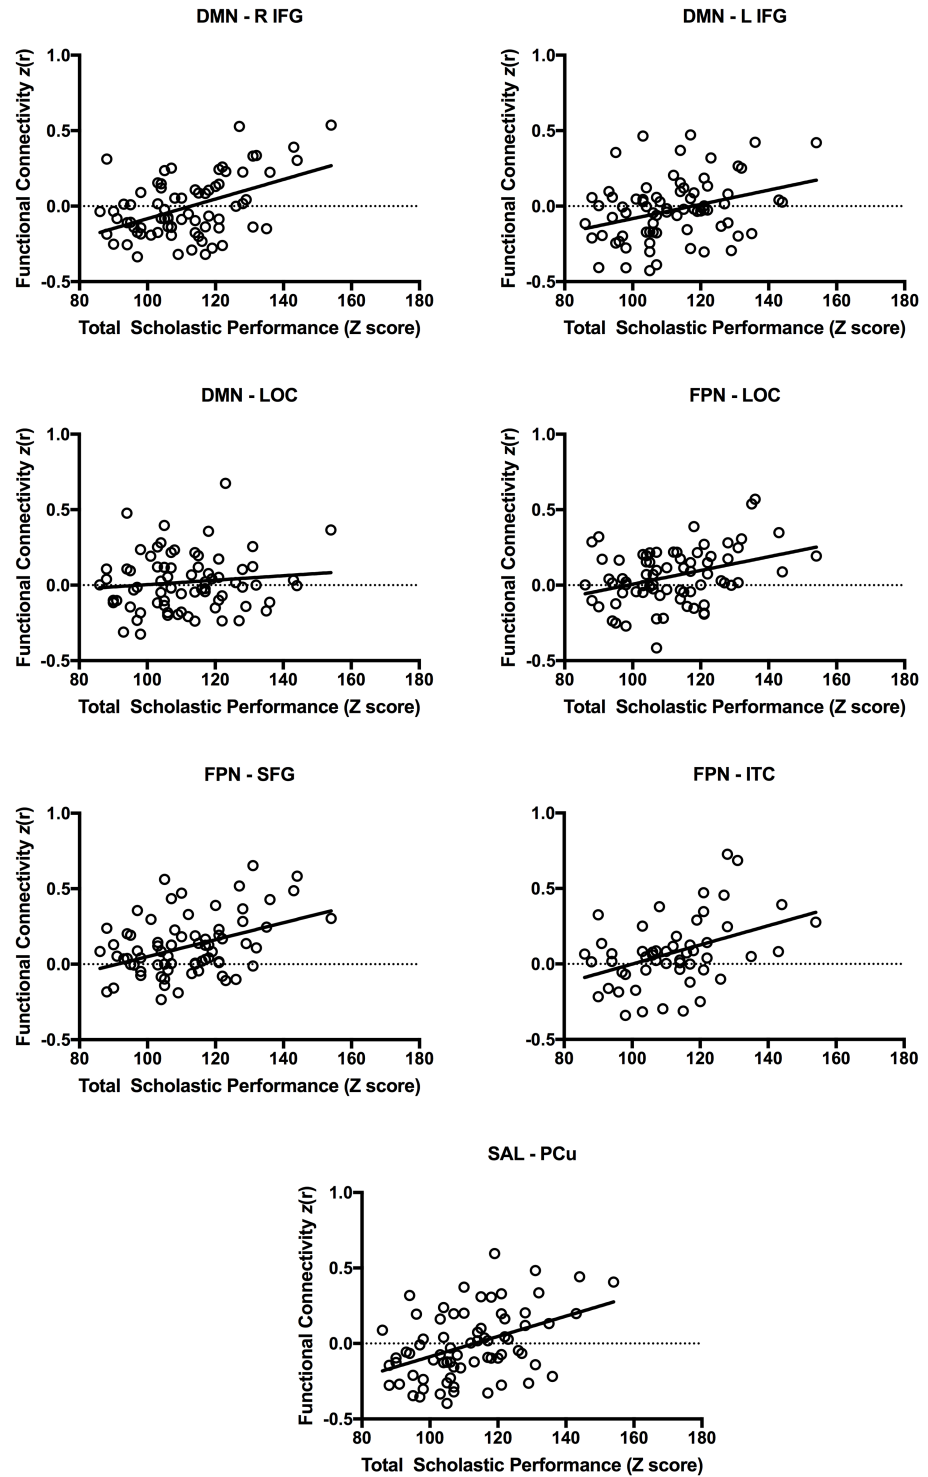 DMN - R IFG
DMN - L IFG
Functional Connectivity z(r)
1.0
0.5
0.0
-0.5
80 100 120 140 160 180
Total Scholastic Performance (Z score)
Functional Connectivity z(r)
1.0
0.5
0.0
-0.5
80 100 120 140 160 180
Total Scholastic Performance (Z score)
DMN - LOC
FPN - LOC
Functional Connectivity z(r)
1.0
0.5
0.0
-0.5
80 100 120 140 160 180
Total Scholastic Performance (Z score)
Functional Connectivity z(r)
1.0
0.5
0.0
-0.5
80 100 120 140 160 180
Total Scholastic Performance (Z score)
FPN - SFG
FPN - ITC
Functional Connectivity z(r)
1.0
0.5
0.0
-0.5
80 100 120 140 160 180
Total Scholastic Performance (Z score)
Functional Connectivity z(r)
1.0
0.5
0.0
-0.5
80 100 120 140 160 180
Total Scholastic Performance (Z score)
SAL - PCu
Functional Connectivity z(r)
1.0
0.5
0.0
-0.5
80 100 120 140 160 180
Total Scholastic Performance (Z score)